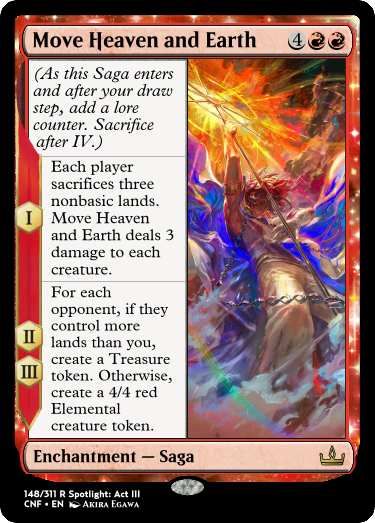 Move Heaven and Earth 4
(As this Saga enters
and after your draw
step, add a lore
counter. Sacrifice
after IV.)
I
Each player
sacrifices three
nonbasic lands.
Move Heaven
and Earth deals 3
damage to each
creature.
II
III
For each
opponent, if they
control more
lands than you,
create a Treasure
token. Otherwise,
create a 4/4 red
Elemental
creature token.
Enchantment — Saga
148/311 R Spotlight: Act III
CNF • EN Akira Egawa